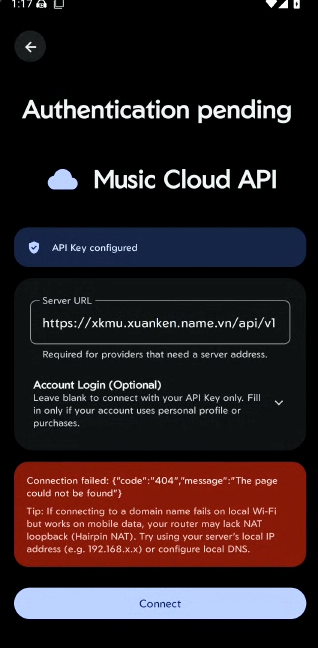 1:17
Authentication pending
Music Cloud API
API Key configured
Server URL
https://xkmu.xuanken.name.vn/api/v1
Required for providers that need a server address.
Account Login (Optional)
Leave blank to connect with your API Key only. Fill
in only if your account uses personal profile or
purchases.
Connection failed: {"code":"404","message":"The page
could not be found"}
Tip: If connecting to a domain name fails on local Wi-Fi
but works on mobile data, your router may lack NAT
loopback (Hairpin NAT). Try using your server's local IP
address (e.g. 192.168.x.x) or configure local DNS.
Connect